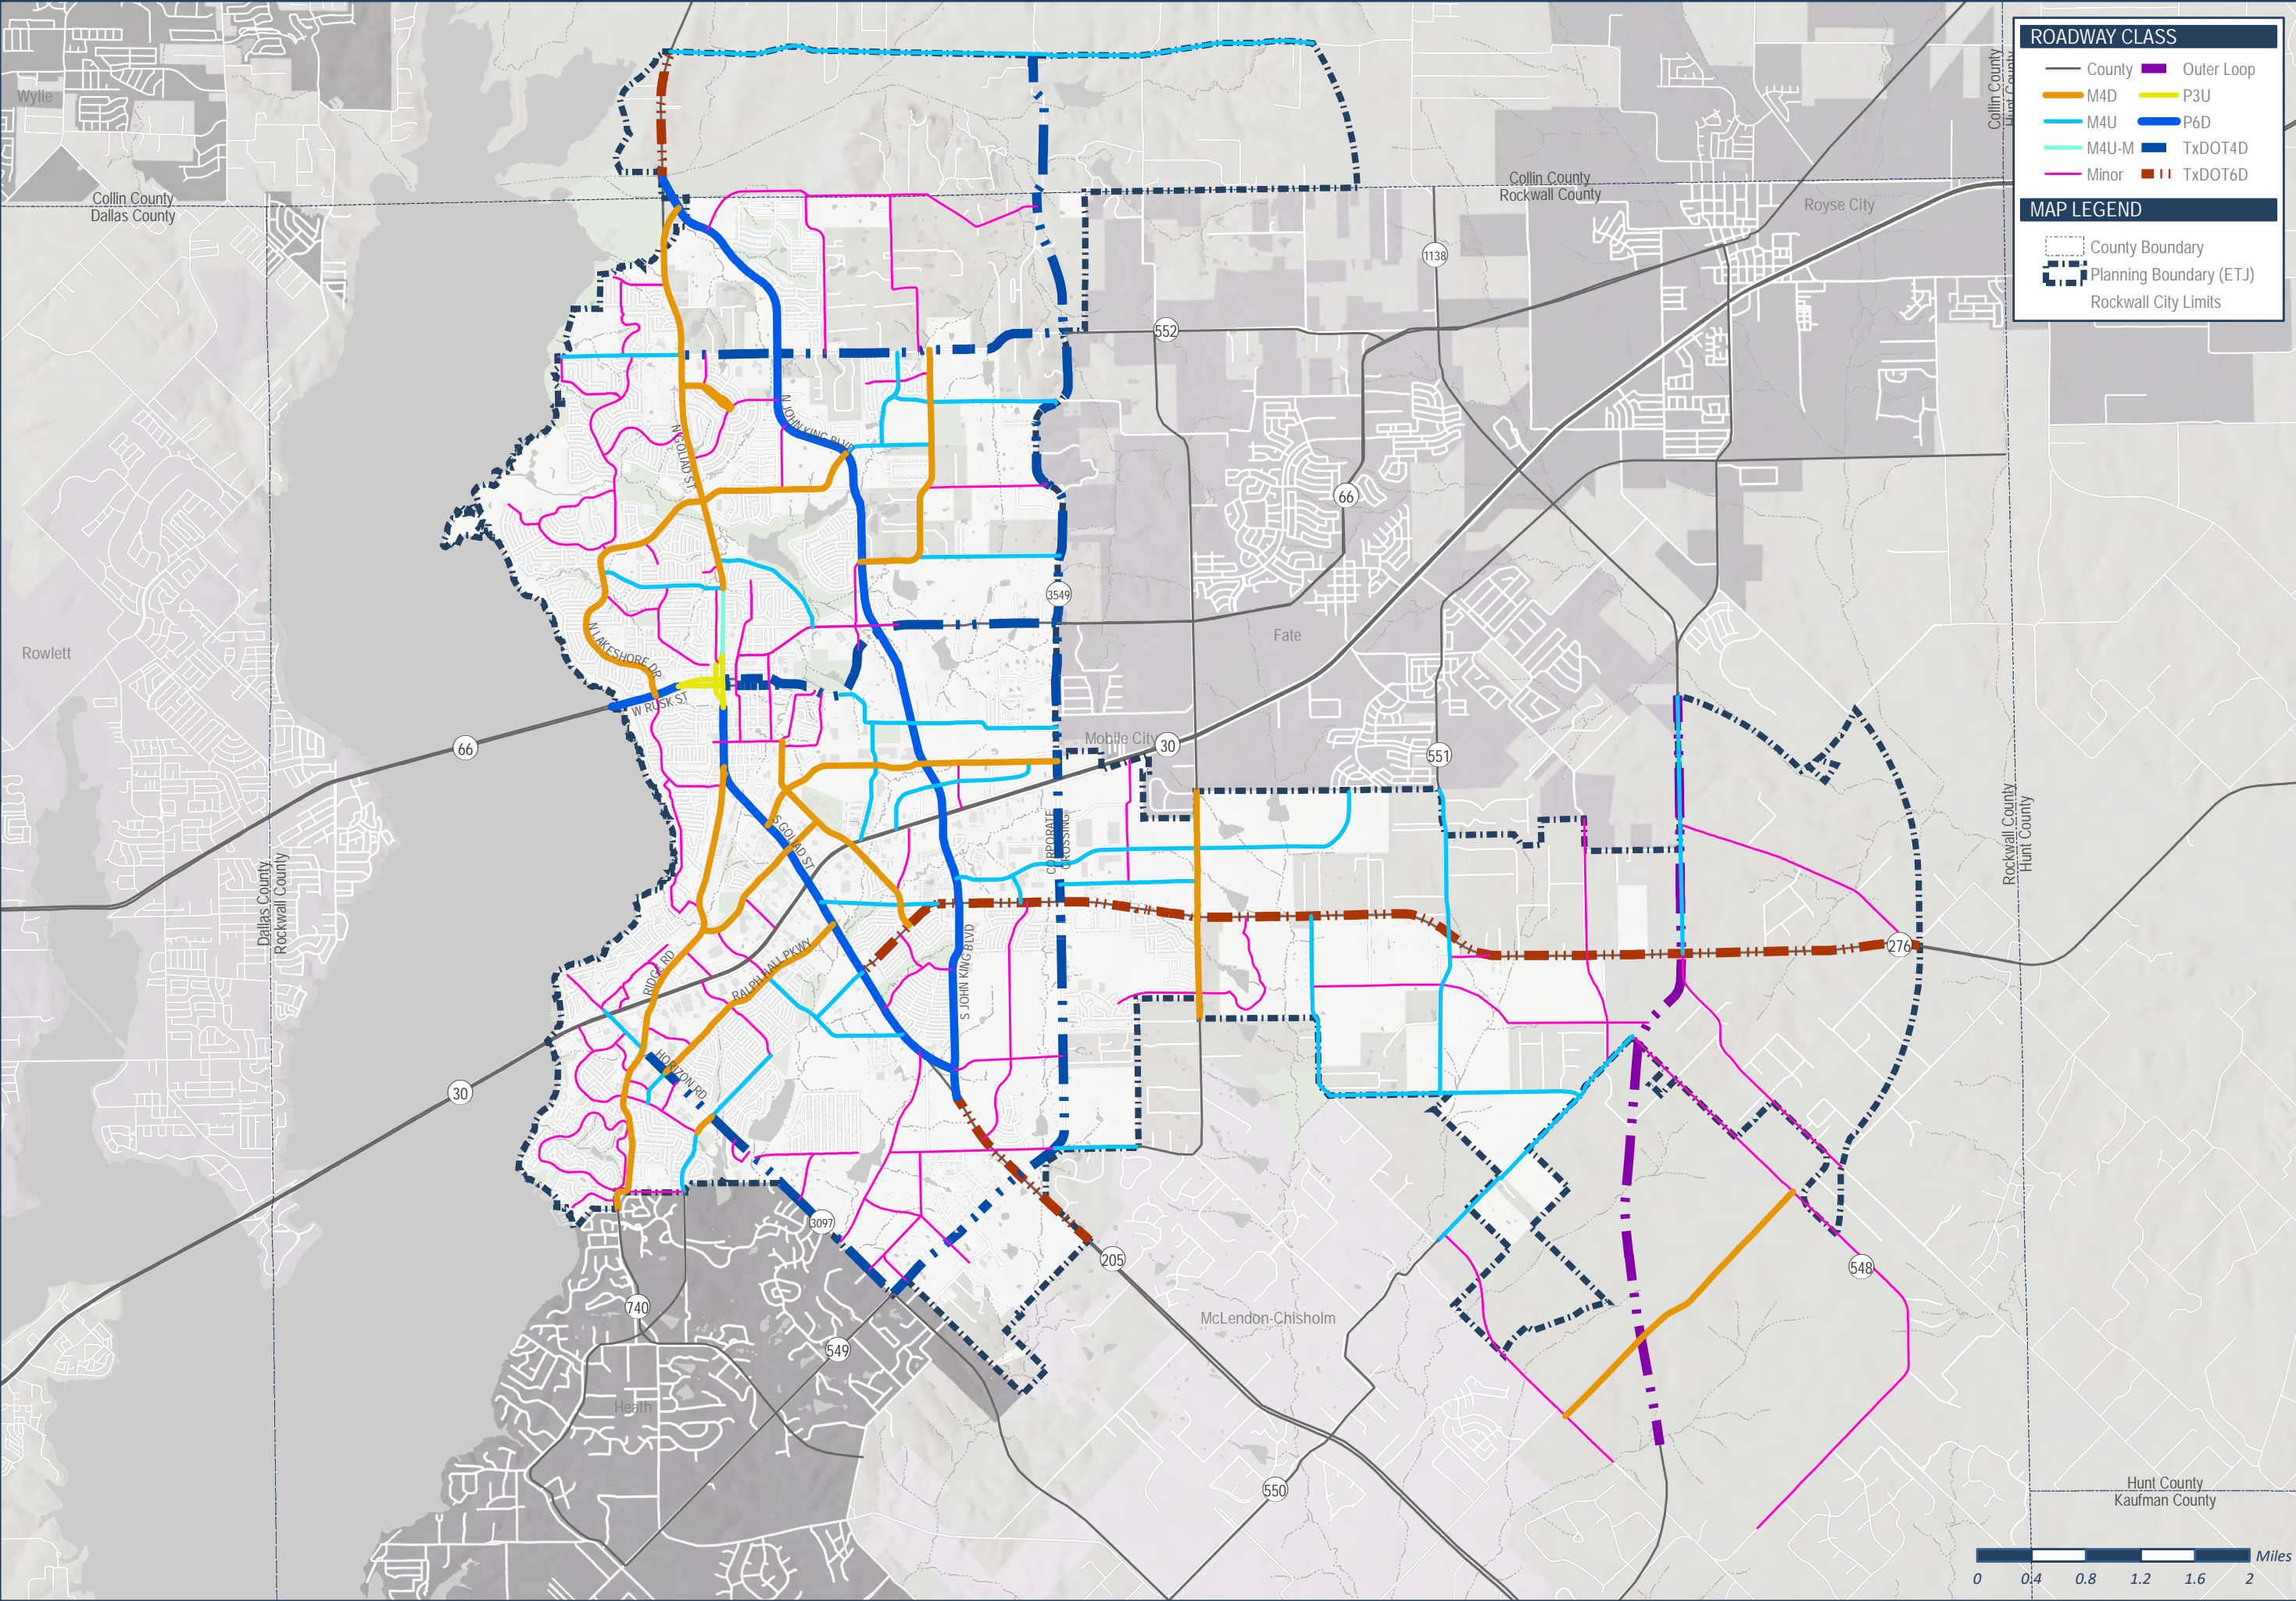 ROADWAY CLASS
County
Outer Loop
M4D
P3U
M4U
P6D
M4U-M
TxDOT4D
Minor
TxDOT6D
MAP LEGEND
County Boundary
Planning Boundary (ETJ)
Rockwall City Limits
Wylie
Collin County
Dallas County
Collin County
Rockwall County
Collin County
Hunt County
Royse City
1138
552
N JOHN KING BLVD
N GOLIAD ST
66
3549
Rowlett
Fate
N LAKESHORE DR
W RUSK ST
66
Mobile City
30
551
Dallas County
Rockwall County
Rockwall County
Hunt County
S GOLIAD ST
CORPORATE
CROSSING
276
RIDGE RD
RALPH HALL PKWY
S JOHN KING BLVD
HORIZON RD
30
3097
205
548
740
McLendon-Chisholm
549
Heath
550
Hunt County
Kaufman County
Miles
0 0.4 0.8 1.2 1.6 2